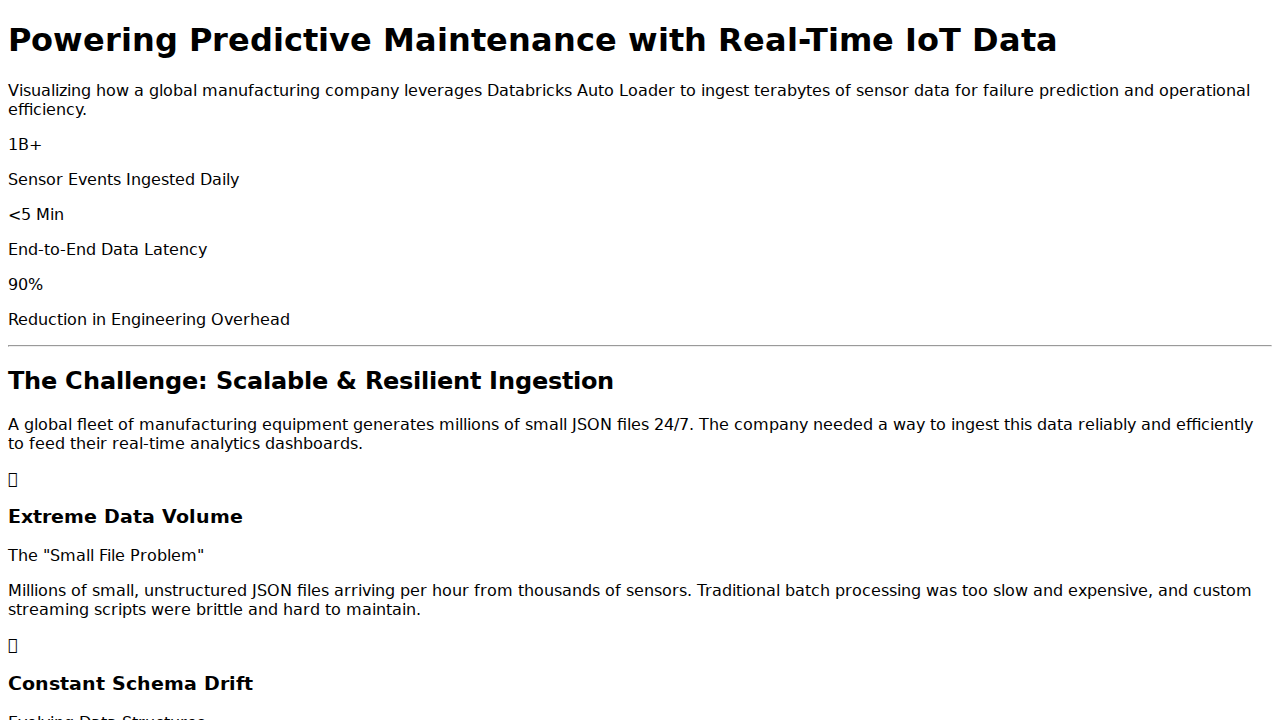 Powering Predictive Maintenance with Real-Time IoT Data
Visualizing how a global manufacturing company leverages Databricks Auto Loader to ingest terabytes of sensor data for failure prediction and operational
efficiency.
1B+
Sensor Events Ingested Daily
<5 Min
End-to-End Data Latency
90%
Reduction in Engineering Overhead
The Challenge: Scalable & Resilient Ingestion
A global fleet of manufacturing equipment generates millions of small JSON files 24/7. The company needed a way to ingest this data reliably and efficiently
to feed their real-time analytics dashboards.
Extreme Data Volume
The "Small File Problem"
Millions of small, unstructured JSON files arriving per hour from thousands of sensors. Traditional batch processing was too slow and expensive, and custom
streaming scripts were brittle and hard to maintain.
Constant Schema Drift
Evolving Data Structures